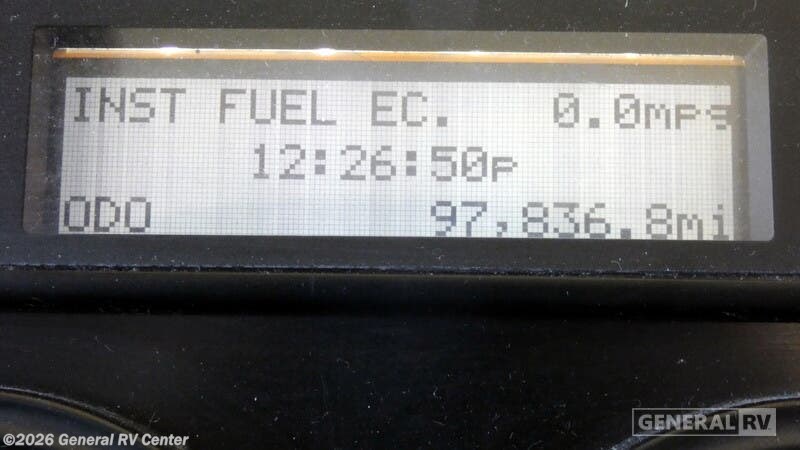 INST FUEL EC. 0.0mpg
12:26:50p
ODO 97,836.8mi
GENERAL RV
©2026 General RV Center